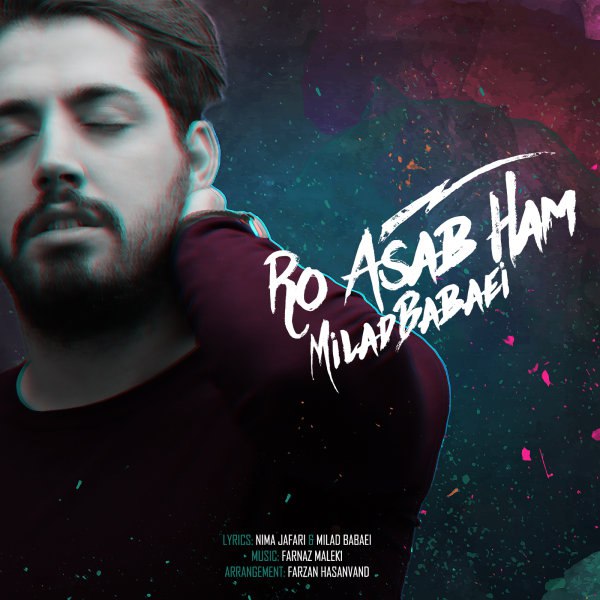 Ro Asab Ham
Milad Babaei
LYRICS: NIMA JAFARI & MILAD BABAEI
MUSIC: FARNAZ MALEKI
ARRANGEMENT: FARZAN HASANVAND